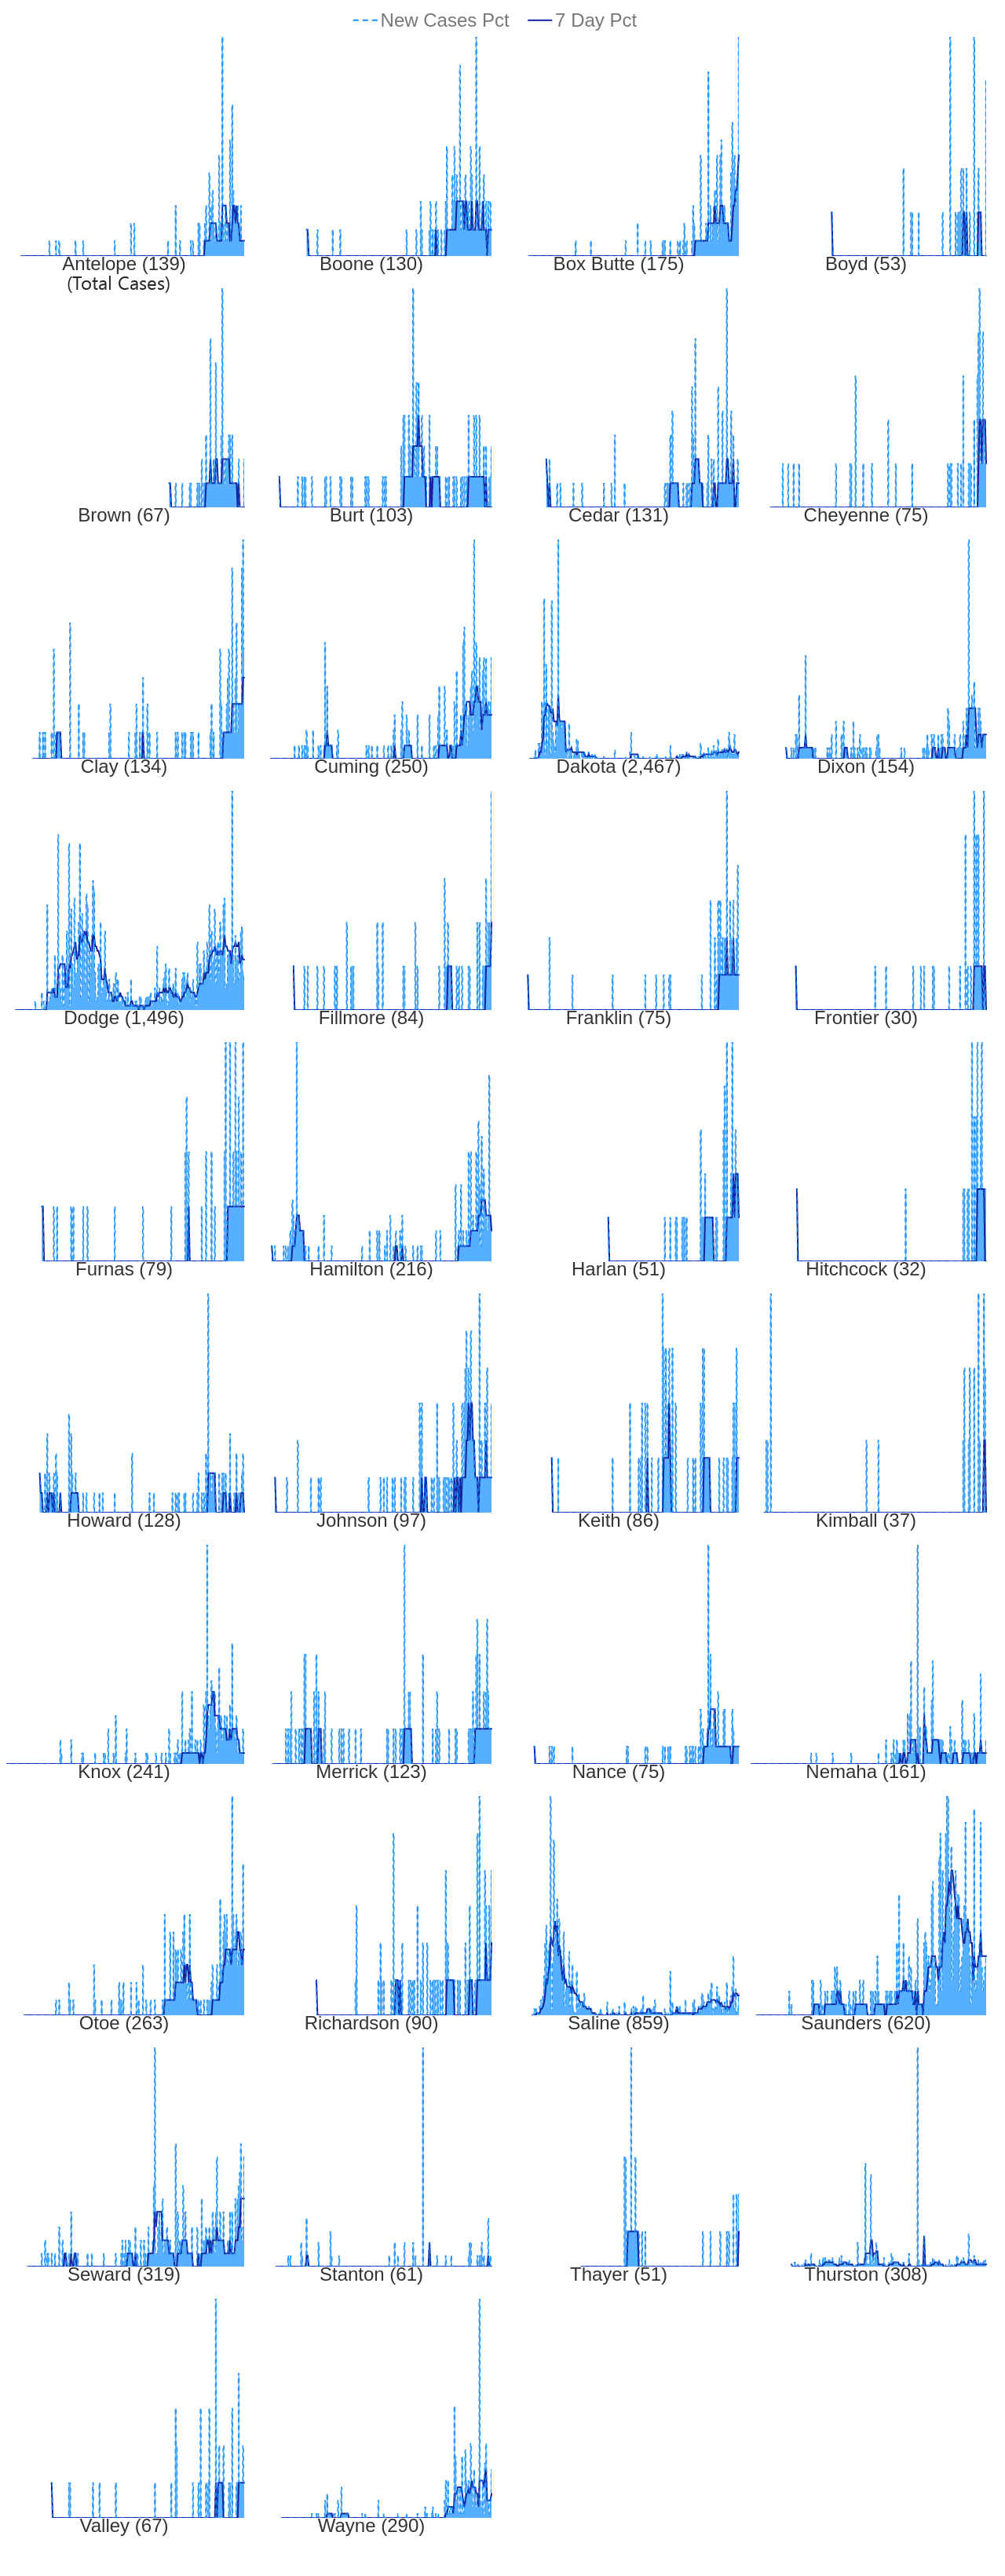 New Cases Pct 7 Day Pct
Antelope (139) Boone (130) Box Butte (175) Boyd (53)
(Total Cases)
Brown (67) Burt (103) Cedar (131) Cheyenne (75)
Clay (134) Cuming (250) Dakota (2,467) Dixon (154)
Dodge (1,496) Fillmore (84) Franklin (75) Frontier (30)
Furnas (79) Hamilton (216) Harlan (51) Hitchcock (32)
Howard (128) Johnson (97) Keith (86) Kimball (37)
Knox (241) Merrick (123) Nance (75) Nemaha (161)
Otoe (263) Richardson (90) Saline (859) Saunders (620)
Seward (319) Stanton (61) Thayer (51) Thurston (308)
Valley (67) Wayne (290)